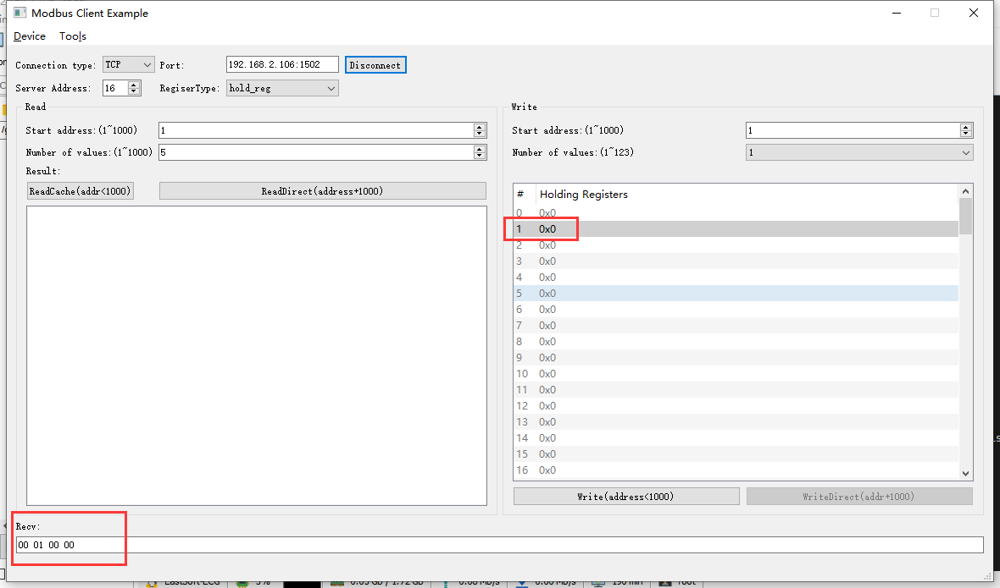 Modbus Client Example
Device Tools
Connection type: TCP Port: 192.168.2.106:1502 Disconnect
Server Address: 16 RegiserType: hold_reg
Read
Start address:(1~1000) 1
Number of values:(1~1000) 5
Result:
ReadCache(addr<1000) ReadDirect(address+1000)
Write
Start address:(1~1000) 1
Number of values:(1~123) 1
# Holding Registers
0 0x0
1 0x0
2 0x0
3 0x0
4 0x0
5 0x0
6 0x0
7 0x0
8 0x0
9 0x0
10 0x0
11 0x0
12 0x0
13 0x0
14 0x0
15 0x0
16 0x0
Write(address<1000) WriteDirect(addr+1000)
Recv:
00 01 00 00